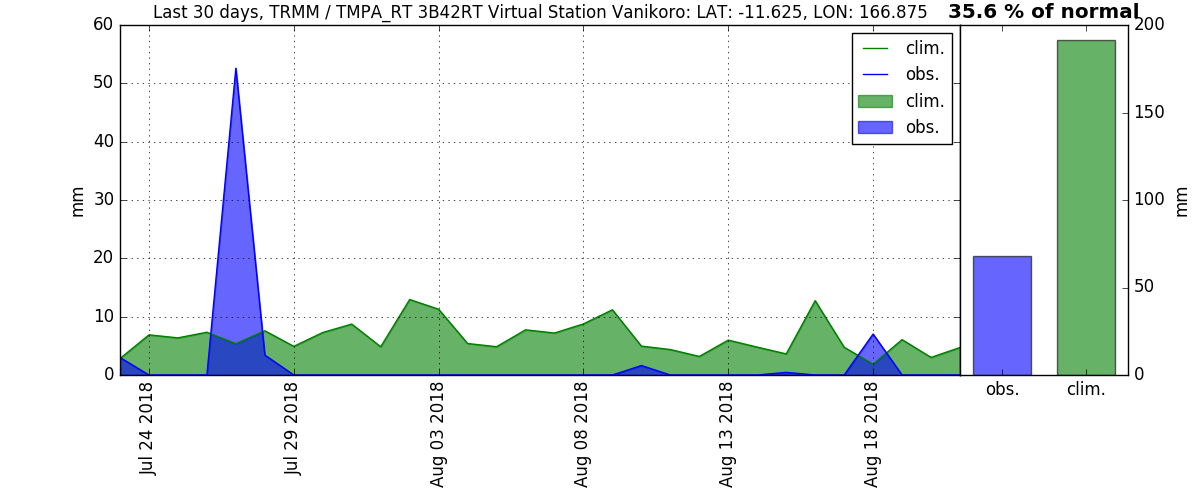 Last 30 days, TRMM / TMPA_RT 3B42RT Virtual Station Vanikoro: LAT: -11.625, LON: 166.875
35.6 % of normal
60
50
40
30
20
10
0
mm
clim.
obs.
clim.
obs.
Jul 24 2018
Jul 29 2018
Aug 03 2018
Aug 08 2018
Aug 13 2018
Aug 18 2018
200
150
100
50
0
mm
obs.
clim.